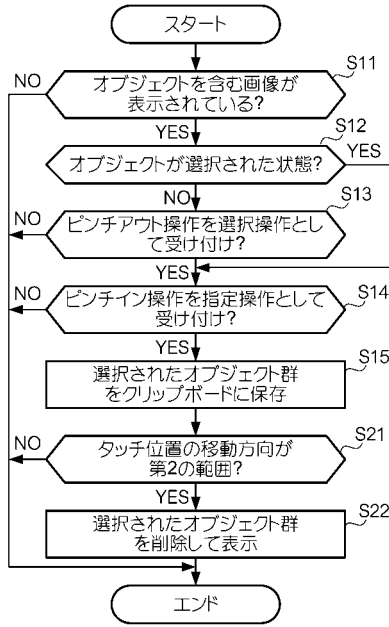 スタート
S11
NO
オブジェクトを含む画像が
表示されている?
YES
S12
オブジェクトが選択された状態?
YES
NO
S13
NO
ピンチアウト操作を選択操作とし
て受け付け?
YES
S14
NO
ピンチイン操作を指定操作として
受け付け?
YES
S15
選択されたオブジェクト群
をクリップボードに保存
S21
NO
タッチ位置の移動方向が
第2の範囲?
YES
S22
選択されたオブジェクト群
を削除して表示
エンド